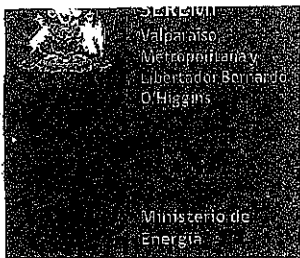 SEREMI
Valparaíso
Metropolitana y
Libertador Bernardo
O'Higgins
Ministerio de
Energía